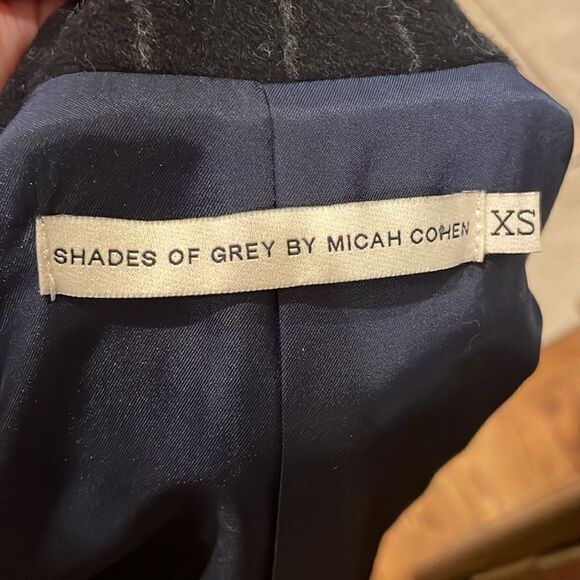 SHADES OF GREY BY MICAH COHEN
XS